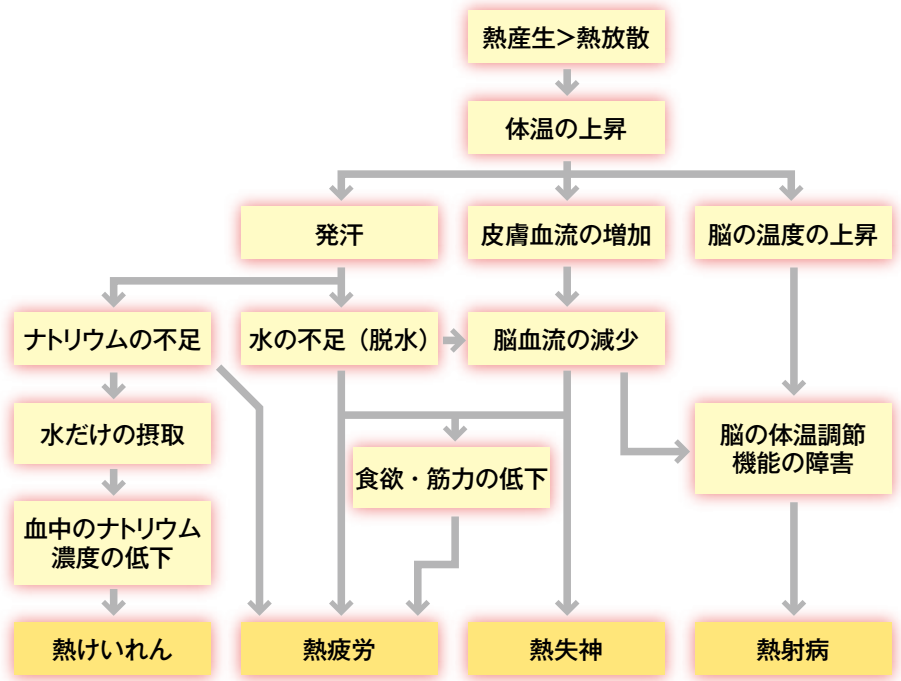 熱産生＞熱放散
体温の上昇
発汗
皮膚血流の増加
脳の温度の上昇
ナトリウムの不足
水の不足（脱水）
脳血流の減少
水だけの摂取
脳の体温調節
機能の障害
食欲・筋力の低下
血中のナトリウム
濃度の低下
熱けいれん
熱疲労
熱失神
熱射病